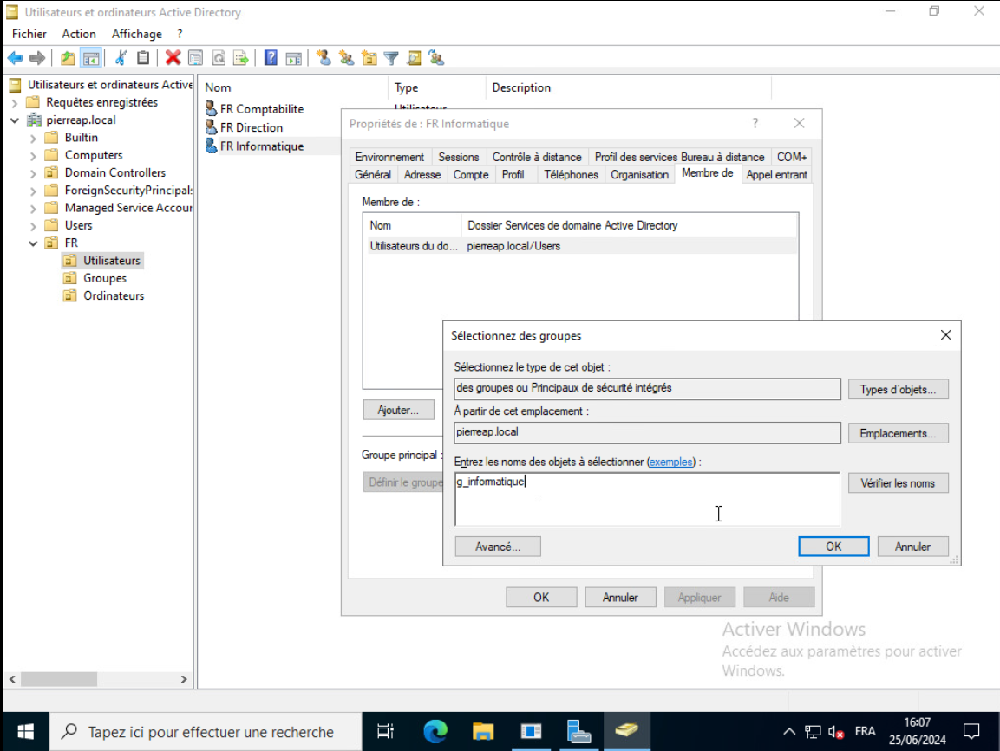 Utilisateurs et ordinateurs Active Directory
Fichier Action Affichage ?
Utilisateurs et ordinateurs Active
Requêtes enregistrées
pierreap.local
Builtin
Computers
Domain Controllers
ForeignSecurityPrincipals
Managed Service Accour
Users
FR
Utilisateurs
Groupes
Ordinateurs
Nom Type Description
FR Comptabilite Utilisateur
FR Direction
FR Informatique
Propriétés de : FR Informatique ?
Environnement Sessions Contrôle à distance Profil des services Bureau à distance COM+
Général Adresse Compte Profil Téléphones Organisation Membre de Appel entrant
Membre de :
Nom Dossier Services de domaine Active Directory
Utilisateurs du do... pierreap.local/Users
Ajouter...
Groupe principal :
Définir le groupe
OK Annuler Appliquer Aide
Sélectionnez des groupes
Sélectionnez le type de cet objet :
des groupes ou Principaux de sécurité intégrés Types d'objets...
À partir de cet emplacement :
pierreap.local Emplacements...
Entrez les noms des objets à sélectionner (exemples) :
g_informatique Vérifier les noms
Avancé... OK Annuler
Activer Windows
Accédez aux paramètres pour activer
Windows.
Tapez ici pour effectuer une recherche
FRA
16:07
25/06/2024